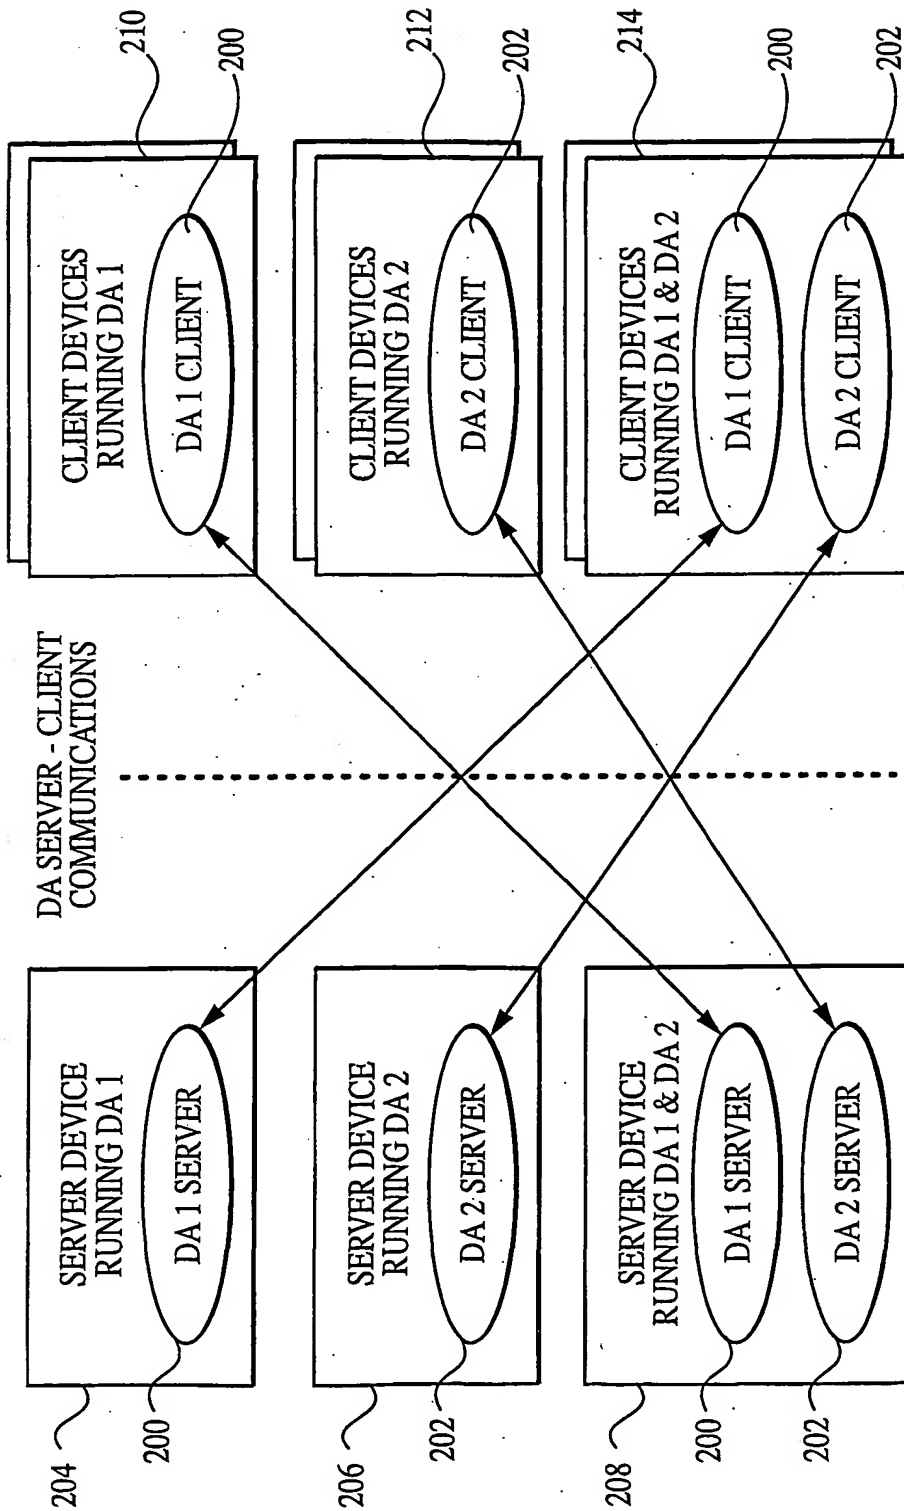 204
SERVER DEVICE
RUNNING DA 1
DA 1 SERVER
200
DA SERVER - CLIENT
COMMUNICATIONS
CLIENT DEVICES
RUNNING DA 1
DA 1 CLIENT
210
200
206
SERVER DEVICE
RUNNING DA 2
DA 2 SERVER
202
CLIENT DEVICES
RUNNING DA 2
DA 2 CLIENT
212
202
208
SERVER DEVICE
RUNNING DA 1 & DA 2
DA 1 SERVER
200
DA 2 SERVER
202
CLIENT DEVICES
RUNNING DA 1 & DA 2
DA 1 CLIENT
DA 2 CLIENT
214
200
202